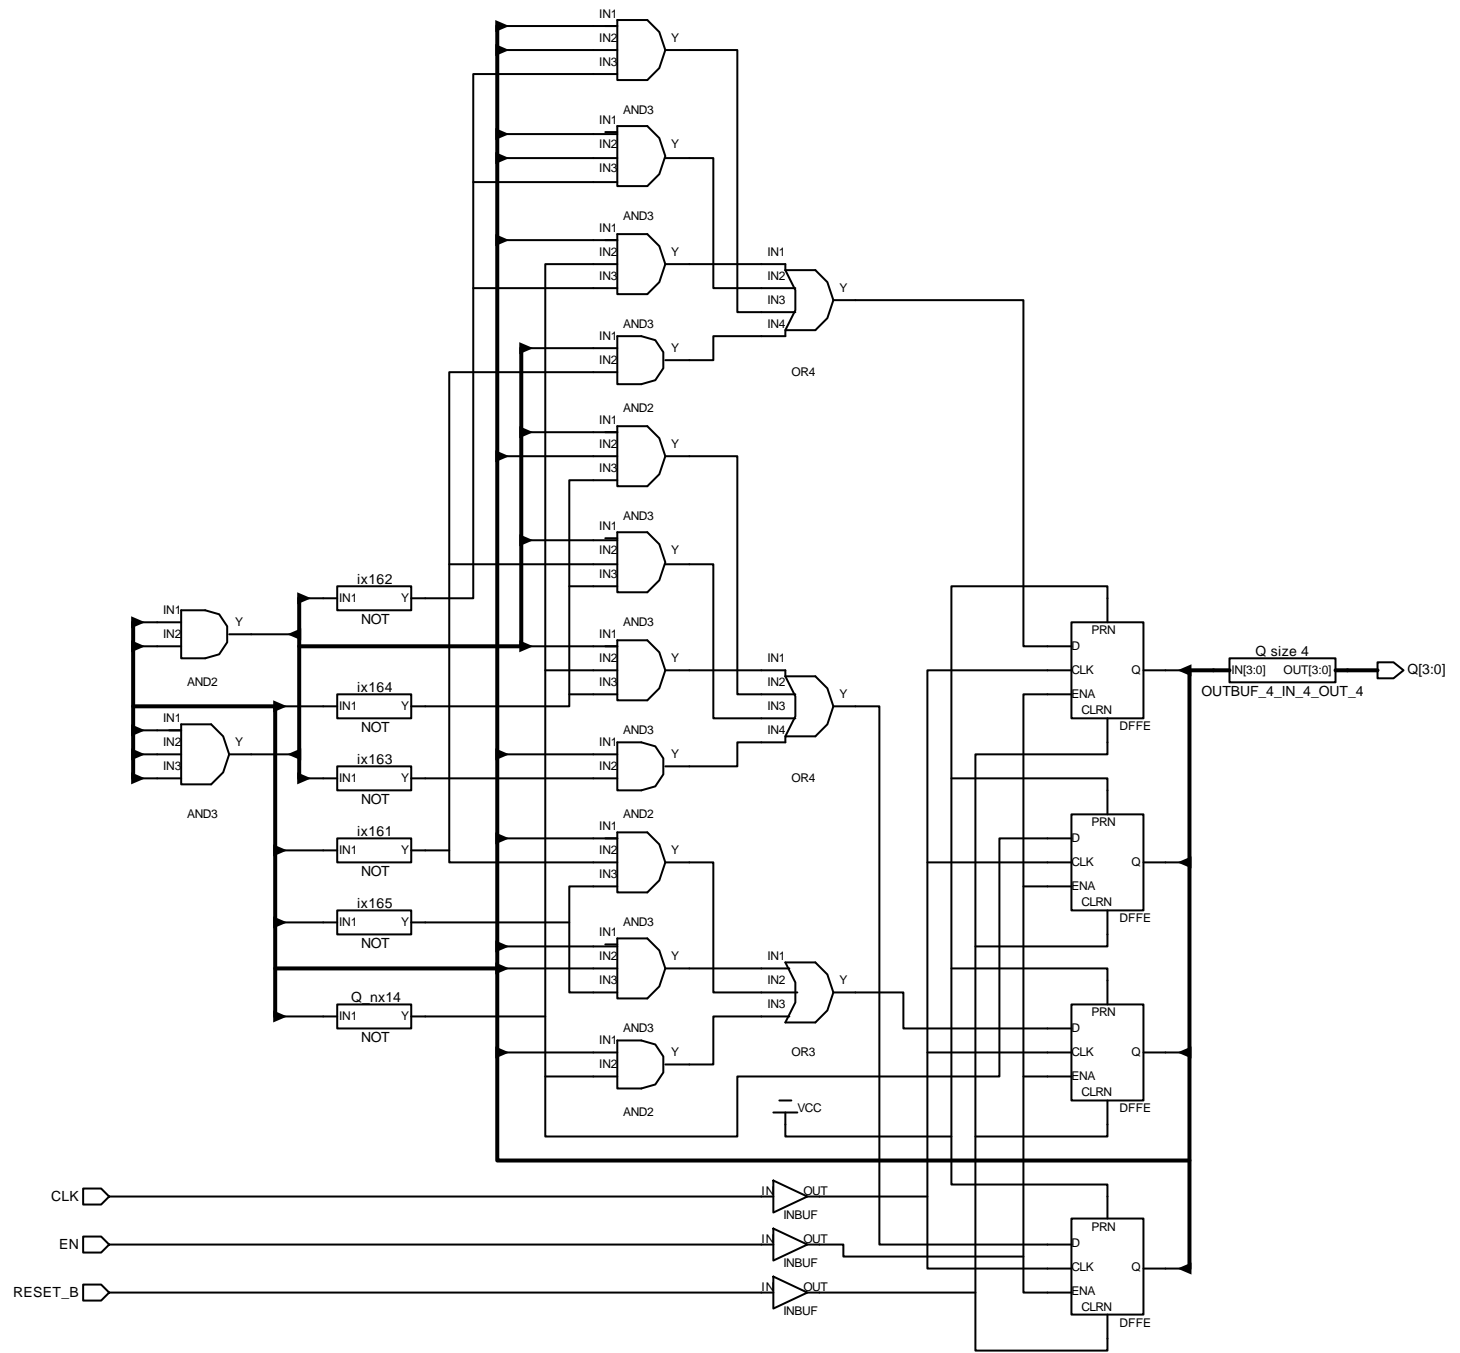 IN1
IN2
IN3
Y
AND3
IN1
IN2
IN3
Y
AND3
IN1
IN2
IN3
Y
AND3
IN1
IN2
Y
AND2
IN1
IN2
IN3
IN4
Y
OR4
IN1
IN2
IN3
Y
AND3
IN1
IN2
IN3
Y
AND3
IN1
IN2
IN3
Y
AND3
IN1
IN2
Y
AND2
IN1
IN2
IN3
IN4
Y
OR4
IN1
IN2
IN3
Y
AND3
IN1
IN2
IN3
Y
AND3
IN1
IN2
Y
AND2
IN1
IN2
IN3
Y
OR3
IN1
IN2
Y
AND2
IN1
IN2
IN3
Y
AND3
ix162
IN1 Y
NOT
ix164
IN1 Y
NOT
ix163
IN1 Y
NOT
ix161
IN1 Y
NOT
ix165
IN1 Y
NOT
Q_nx14
IN1 Y
NOT
VCC
PRN
D
CLK Q
ENA
CLRN
DFFE
PRN
D
CLK Q
ENA
CLRN
DFFE
PRN
D
CLK Q
ENA
CLRN
DFFE
PRN
D
CLK Q
ENA
CLRN
DFFE
Q size 4
IN[3:0] OUT[3:0]
OUTBUF_4_IN_4_OUT_4
Q[3:0]
CLK
IN OUT
INBUF
EN
IN OUT
INBUF
RESET_B
IN OUT
INBUF